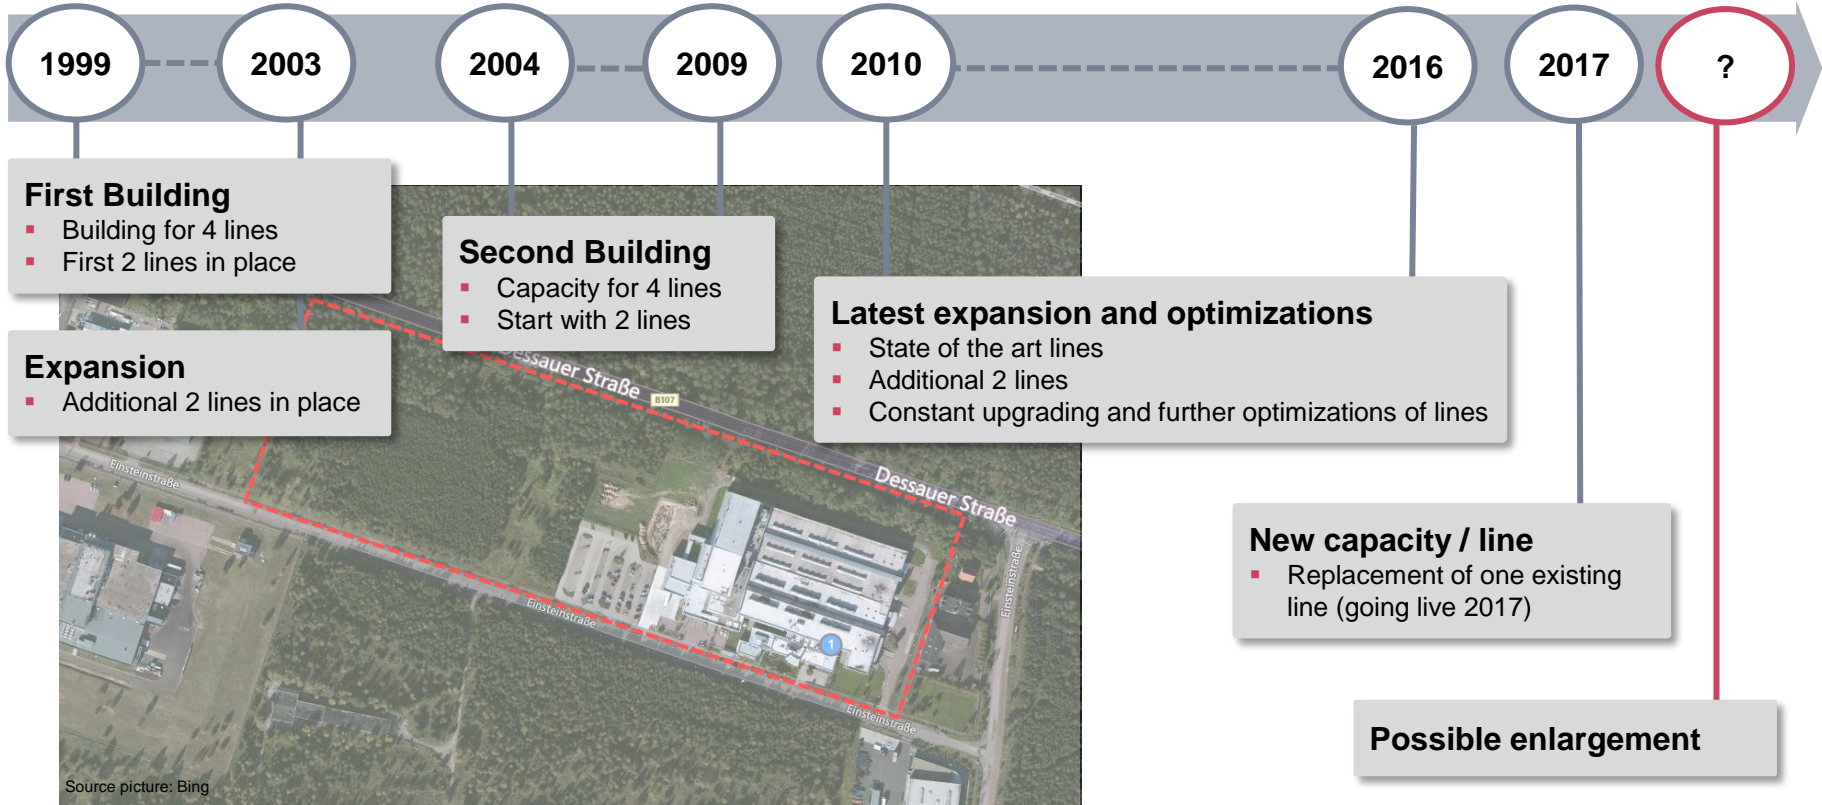 1999
2003
2004
2009
2010
2016
2017
?
First Building
▪ Building for 4 lines
▪ First 2 lines in place
Expansion
▪ Additional 2 lines in place
Second Building
▪ Capacity for 4 lines
▪ Start with 2 lines
Latest expansion and optimizations
▪ State of the art lines
▪ Additional 2 lines
▪ Constant upgrading and further optimizations of lines
New capacity / line
▪ Replacement of one existing
line (going live 2017)
Possible enlargement
Dessauer Straße
B107
Dessauer Straße
Einsteinstraße
Einsteinstraße
Einsteinstraße
Einsteinstraße
1
Source picture: Bing